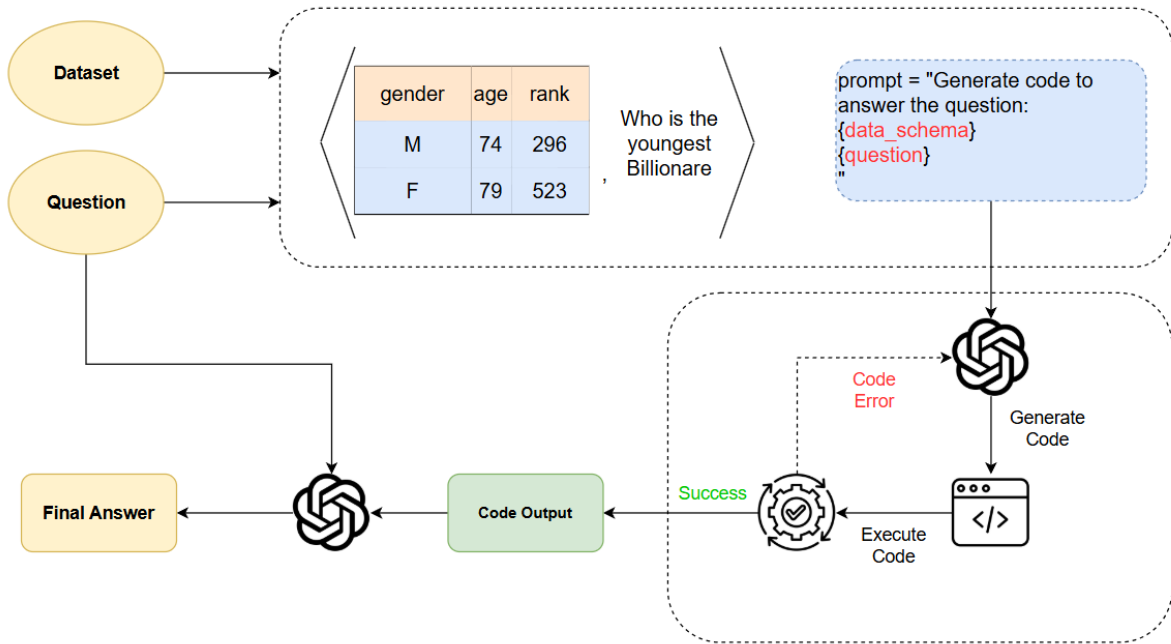 Dataset
Question
gender age rank
M 74 296
F 79 523
,
Who is the
youngest
Billionare
prompt = "Generate code to
answer the question:
{data_schema}
{question}
"
Code
Error
Generate
Code
</>
Execute
Code
Success
Code Output
Final Answer